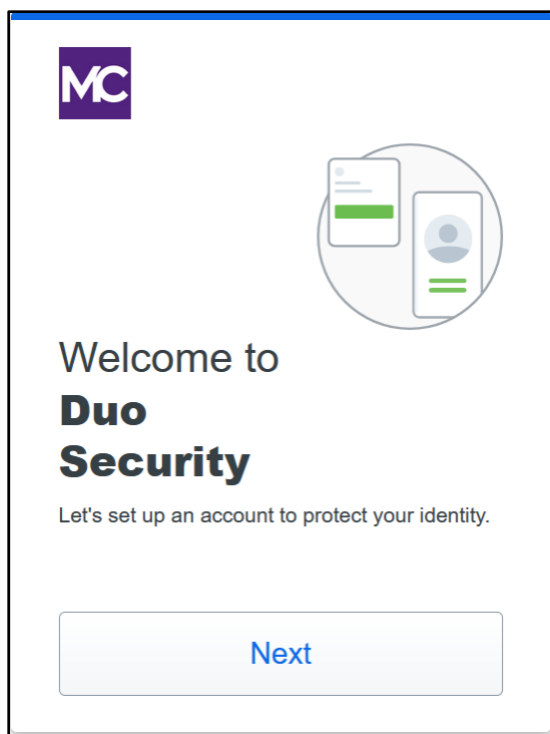 MC
Welcome to
Duo
Security
Let's set up an account to protect your identity.
Next